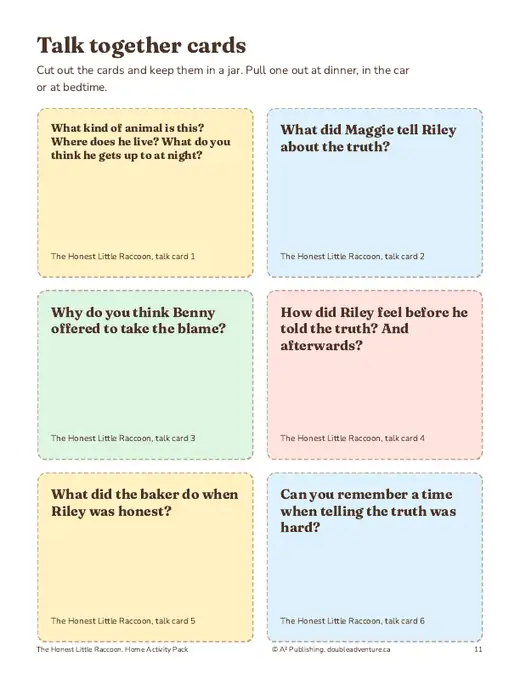 Talk together cards
Cut out the cards and keep them in a jar. Pull one out at dinner, in the car
or at bedtime.
What kind of animal is this?
Where does he live? What do you
think he gets up to at night?
The Honest Little Raccoon, talk card 1
What did Maggie tell Riley
about the truth?
The Honest Little Raccoon, talk card 2
Why do you think Benny
offered to take the blame?
The Honest Little Raccoon, talk card 3
How did Riley feel before he
told the truth? And
afterwards?
The Honest Little Raccoon, talk card 4
What did the baker do when
Riley was honest?
The Honest Little Raccoon, talk card 5
Can you remember a time
when telling the truth was
hard?
The Honest Little Raccoon, talk card 6
The Honest Little Raccoon, Home Activity Pack
© A² Publishing, doubleadventure.ca
11